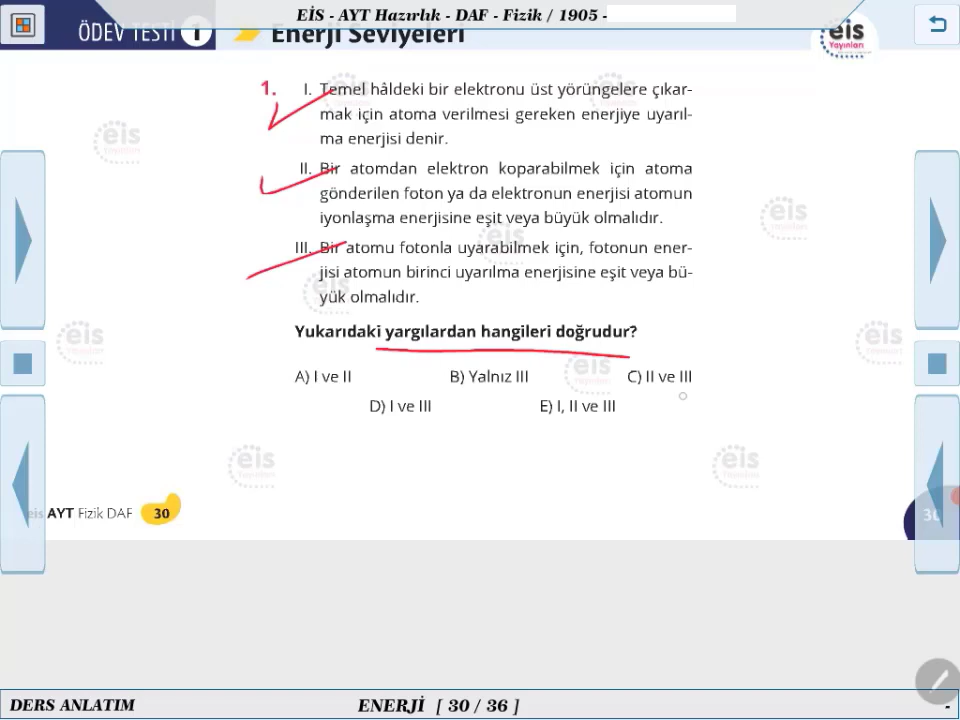 EİS - AYT Hazırlık - DAF - Fizik / 1905 -
ÖDEV TESTİ 1
Enerji Seviyeleri
eis
Yayınları
1. I. Temel hâldeki bir elektronu üst yörüngelere çıkar-
mak için atoma verilmesi gereken enerjiye uyarıl-
ma enerjisi denir.
II. Bir atomdan elektron koparabilmek için atoma
gönderilen foton ya da elektronun enerjisi atomun
iyonlaşma enerjisine eşit veya büyük olmalıdır.
III. Bir atomu fotonla uyarabilmek için, fotonun ener-
jisi atomun birinci uyarılma enerjisine eşit veya bü-
yük olmalıdır.
Yukarıdaki yargılardan hangileri doğrudur?
A) I ve II B) Yalnız III C) II ve III
D) I ve III E) I, II ve III
eis AYT Fizik DAF 30
30
DERS ANLATIM ENERJİ [ 30 / 36 ] -